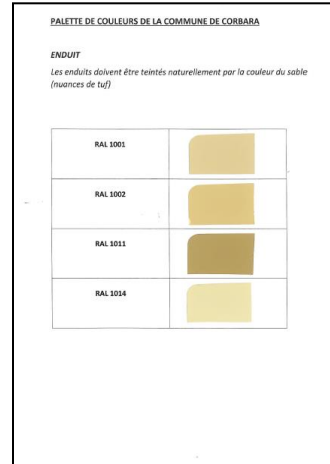 PALETTE DE COULEURS DE LA COMMUNE DE CORBARA
ENDUIT
Les enduits doivent être teintés naturellement par la couleur du sable
(nuances de tuf)
RAL 1001
RAL 1002
RAL 1011
RAL 1014